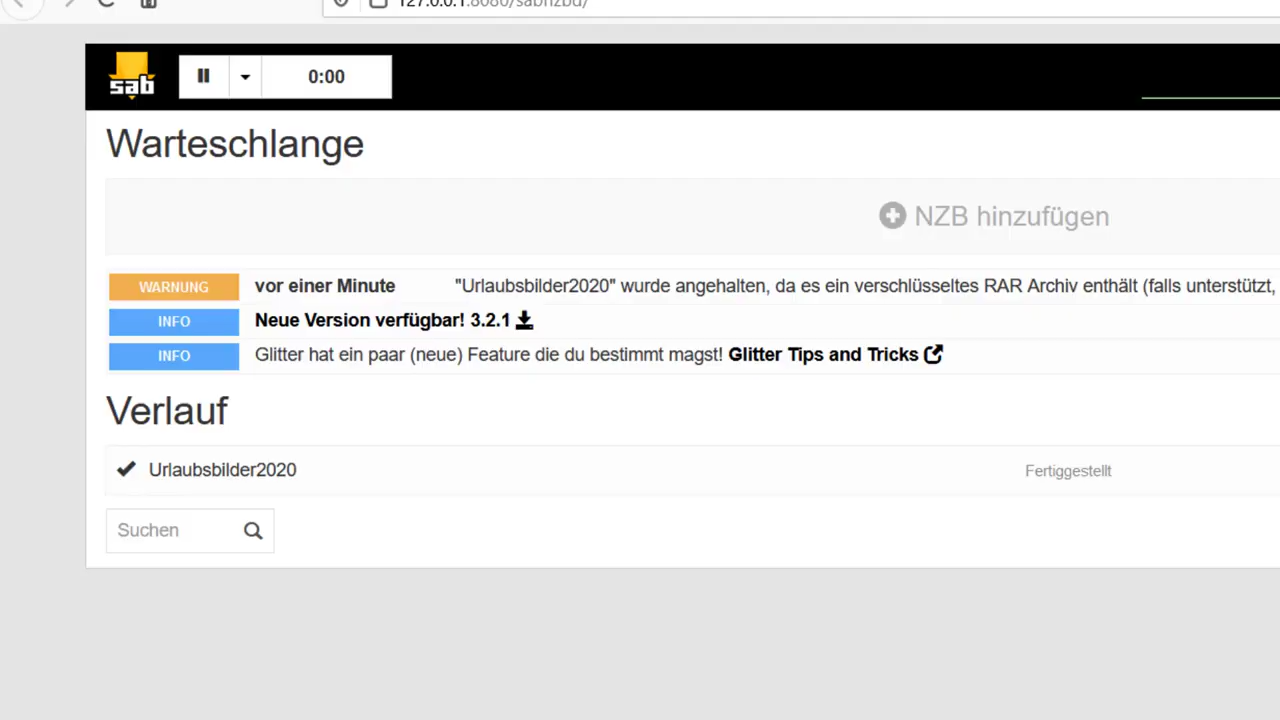 127.0.0.1:8080/sabnzbd/
sab
0:00
Warteschlange
NZB hinzufügen
WARNUNG vor einer Minute "Urlaubsbilder2020" wurde angehalten, da es ein verschlüsseltes RAR Archiv enthält (falls unterstützt,
INFO Neue Version verfügbar! 3.2.1
INFO Glitter hat ein paar (neue) Feature die du bestimmt magst! Glitter Tips and Tricks
Verlauf
Urlaubsbilder2020 Fertiggestellt
Suchen